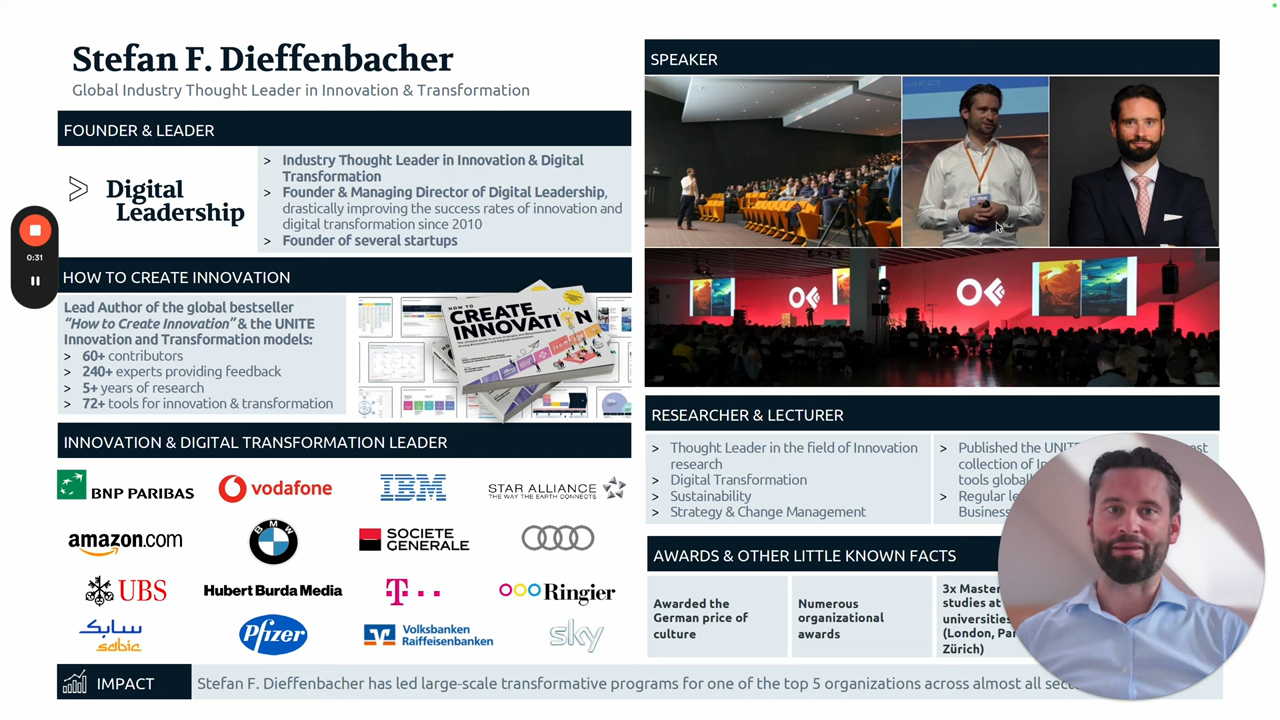 Stefan F. Dieffenbacher
Global Industry Thought Leader in Innovation & Transformation
FOUNDER & LEADER
Digital
Leadership
> Industry Thought Leader in Innovation & Digital
Transformation
> Founder & Managing Director of Digital Leadership,
drastically improving the success rates of innovation and
digital transformation since 2010
> Founder of several startups
0:31
HOW TO CREATE INNOVATION
Lead Author of the global bestseller
“How to Create Innovation” & the UNITE
Innovation and Transformation models:
> 60+ contributors
> 240+ experts providing feedback
> 5+ years of research
> 72+ tools for innovation & transformation
HOW TO
CREATE
INNOVATION
INNOVATION & DIGITAL TRANSFORMATION LEADER
BNP PARIBAS
vodafone
IBM
STAR ALLIANCE
THE WAY THE EARTH CONNECTS
amazon.com
BMW
SOCIETE
GENERALE
UBS
Hubert Burda Media
T
Ringier
سابك
sabic
Pfizer
Volksbanken
Raiffeisenbanken
sky
SPEAKER
RESEARCHER & LECTURER
> Thought Leader in the field of Innovation
research
> Digital Transformation
> Sustainability
> Strategy & Change Management
> Published the
collection of
tools
> Regular
Business
AWARDS & OTHER LITTLE KNOWN FACTS
Awarded the
German price of
culture
Numerous
organizational
awards
3x Master
studies at
universities
(London,
Zürich)
IMPACT
Stefan F. Dieffenbacher has led large-scale transformative programs for one of the top 5 organizations across almost all